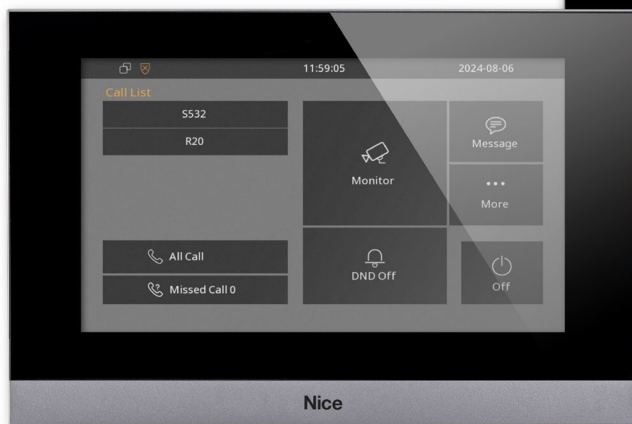 11:59:05
2024-08-06
Call List
S532
R20
Monitor
Message
More
All Call
Missed Call 0
DND Off
Off
Nice